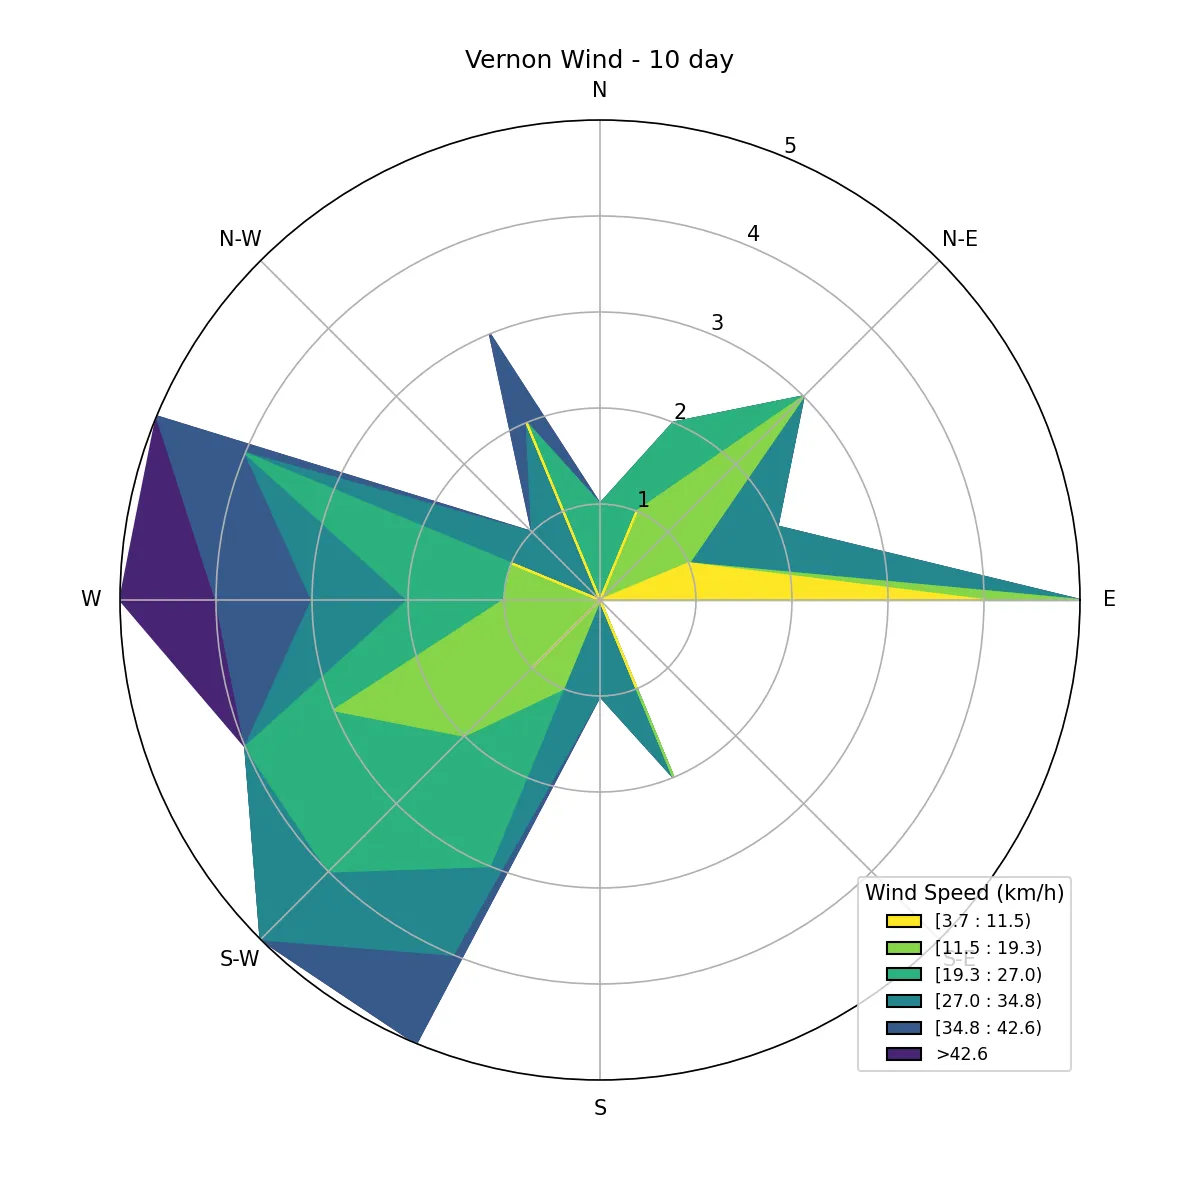 Vernon Wind - 10 day
N
5
N-W
4
N-E
3
2
1
W
E
S-W
S-E
S
Wind Speed (km/h)
[3.7 : 11.5)
[11.5 : 19.3)
[19.3 : 27.0)
[27.0 : 34.8)
[34.8 : 42.6)
>42.6